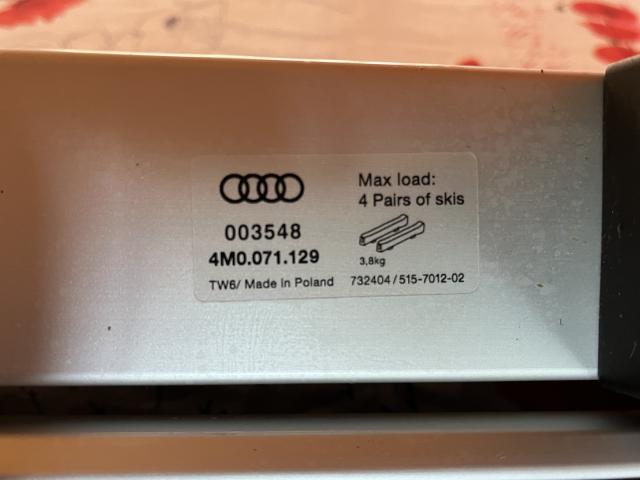 Max load:
4 Pairs of skis
003548
4M0.071.129
3,8kg
TW6/ Made in Poland 732404/515-7012-02